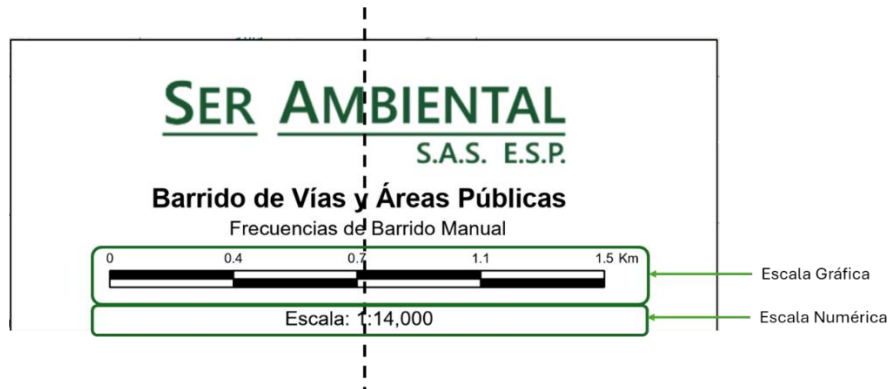 SER AMBIENTAL
S.A.S. E.S.P.
Barrido de Vías y Áreas Públicas
Frecuencias de Barrido Manual
0 0.4 0.7 1.1 1.5 Km
Escala Gráfica
Escala: 1:14,000
Escala Numérica